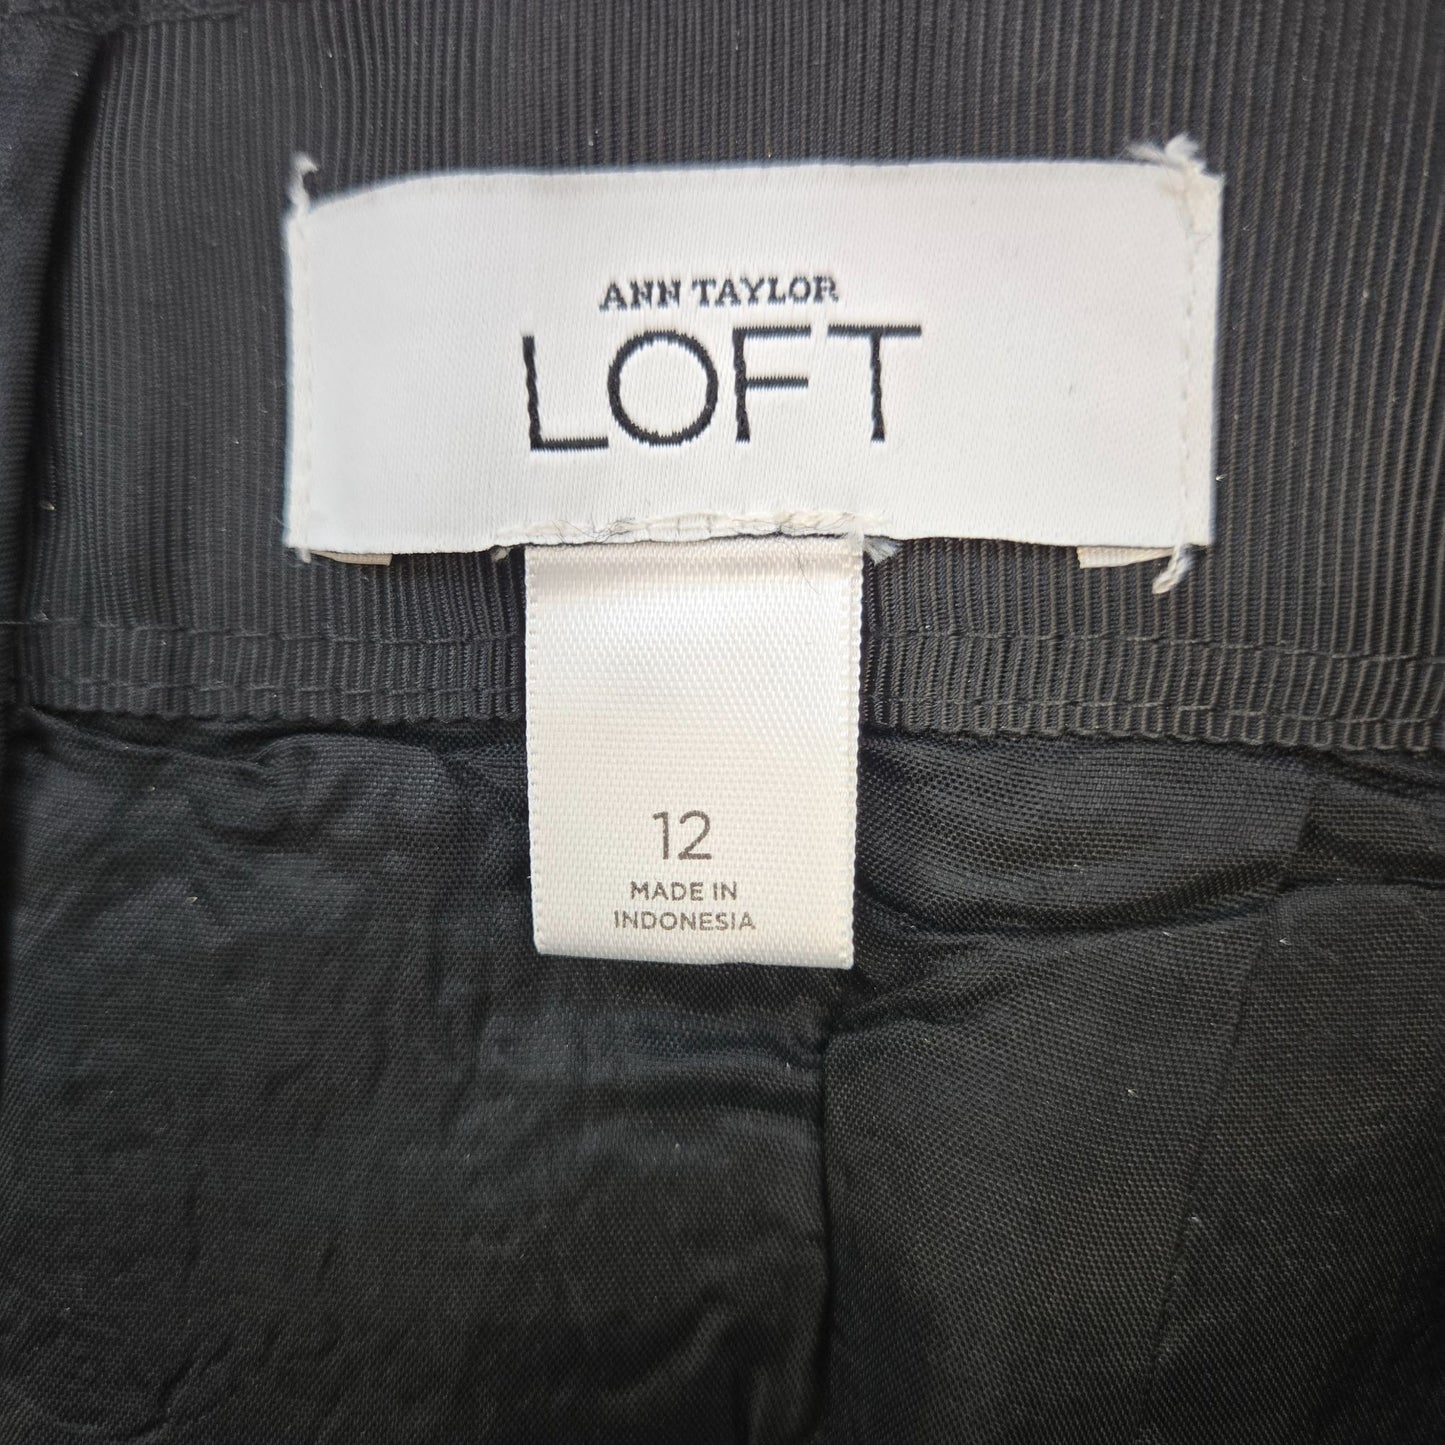 ANN TAYLOR
LOFT
12
MADE IN
INDONESIA